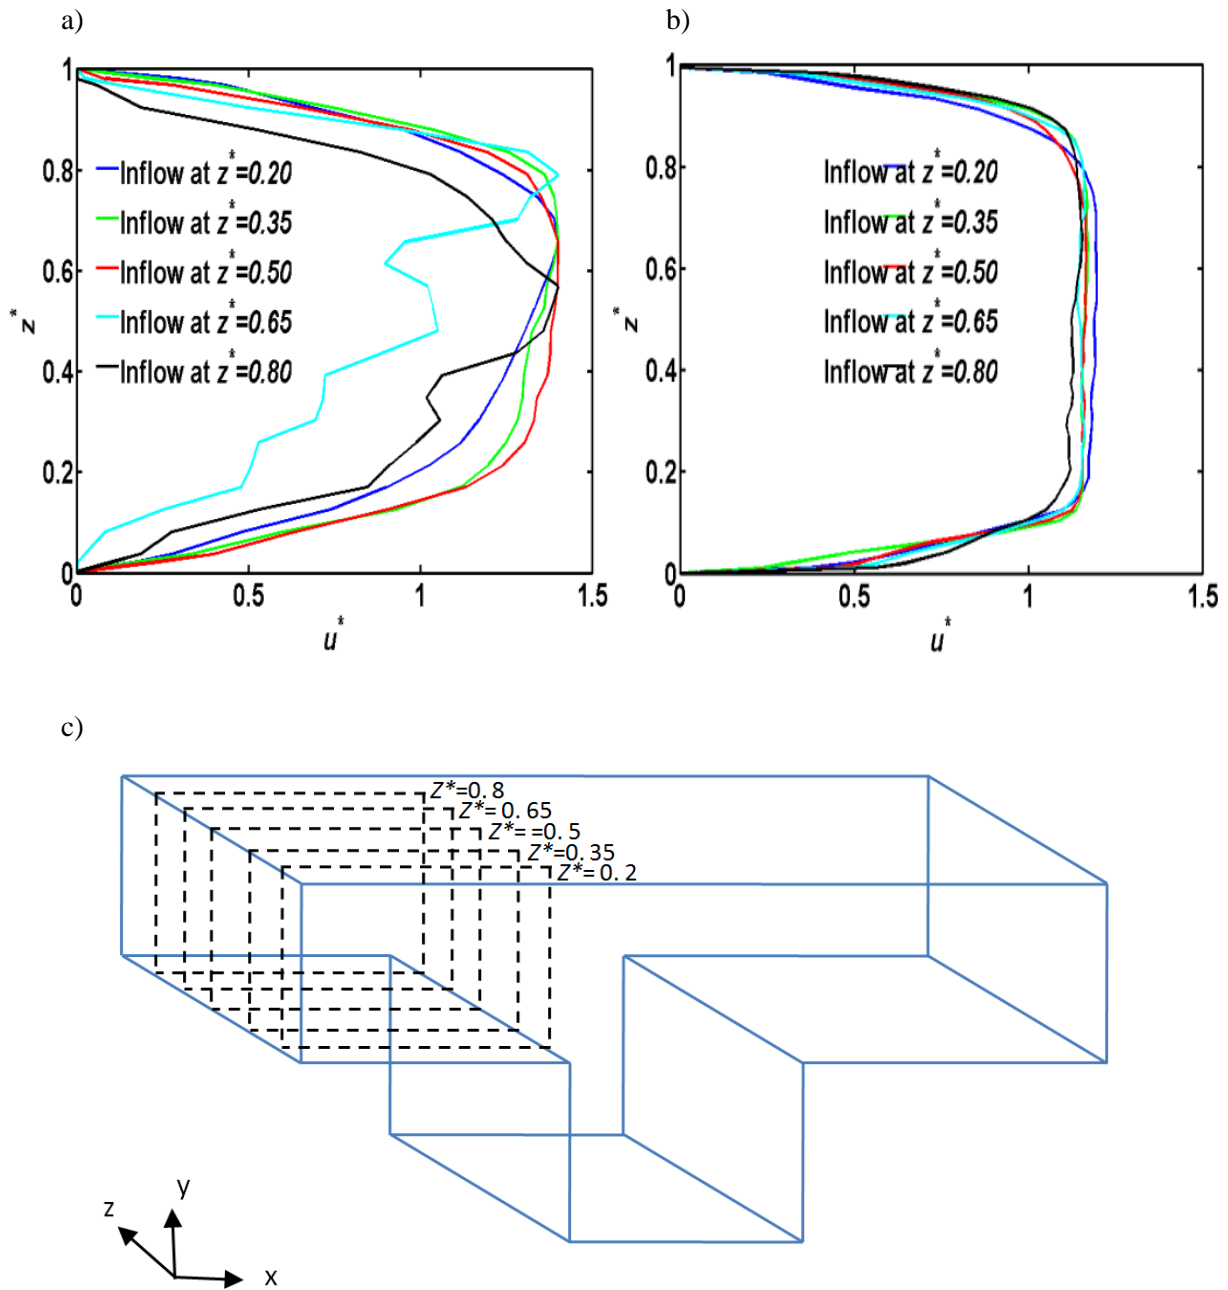 a)
b)
1
0.8
0.6
0.4
0.2
0
z*
0
0.5
1
1.5
u*
Inflow at z*=0.20
Inflow at z*=0.35
Inflow at z*=0.50
Inflow at z*=0.65
Inflow at z*=0.80
1
0.8
0.6
0.4
0.2
0
z*
0
0.5
1
1.5
u*
Inflow at z*=0.20
Inflow at z*=0.35
Inflow at z*=0.50
Inflow at z*=0.65
Inflow at z*=0.80
c)
Z*=0.8
Z*=0.65
Z*==0.5
Z*=0.35
Z*=0.2
y
z
x